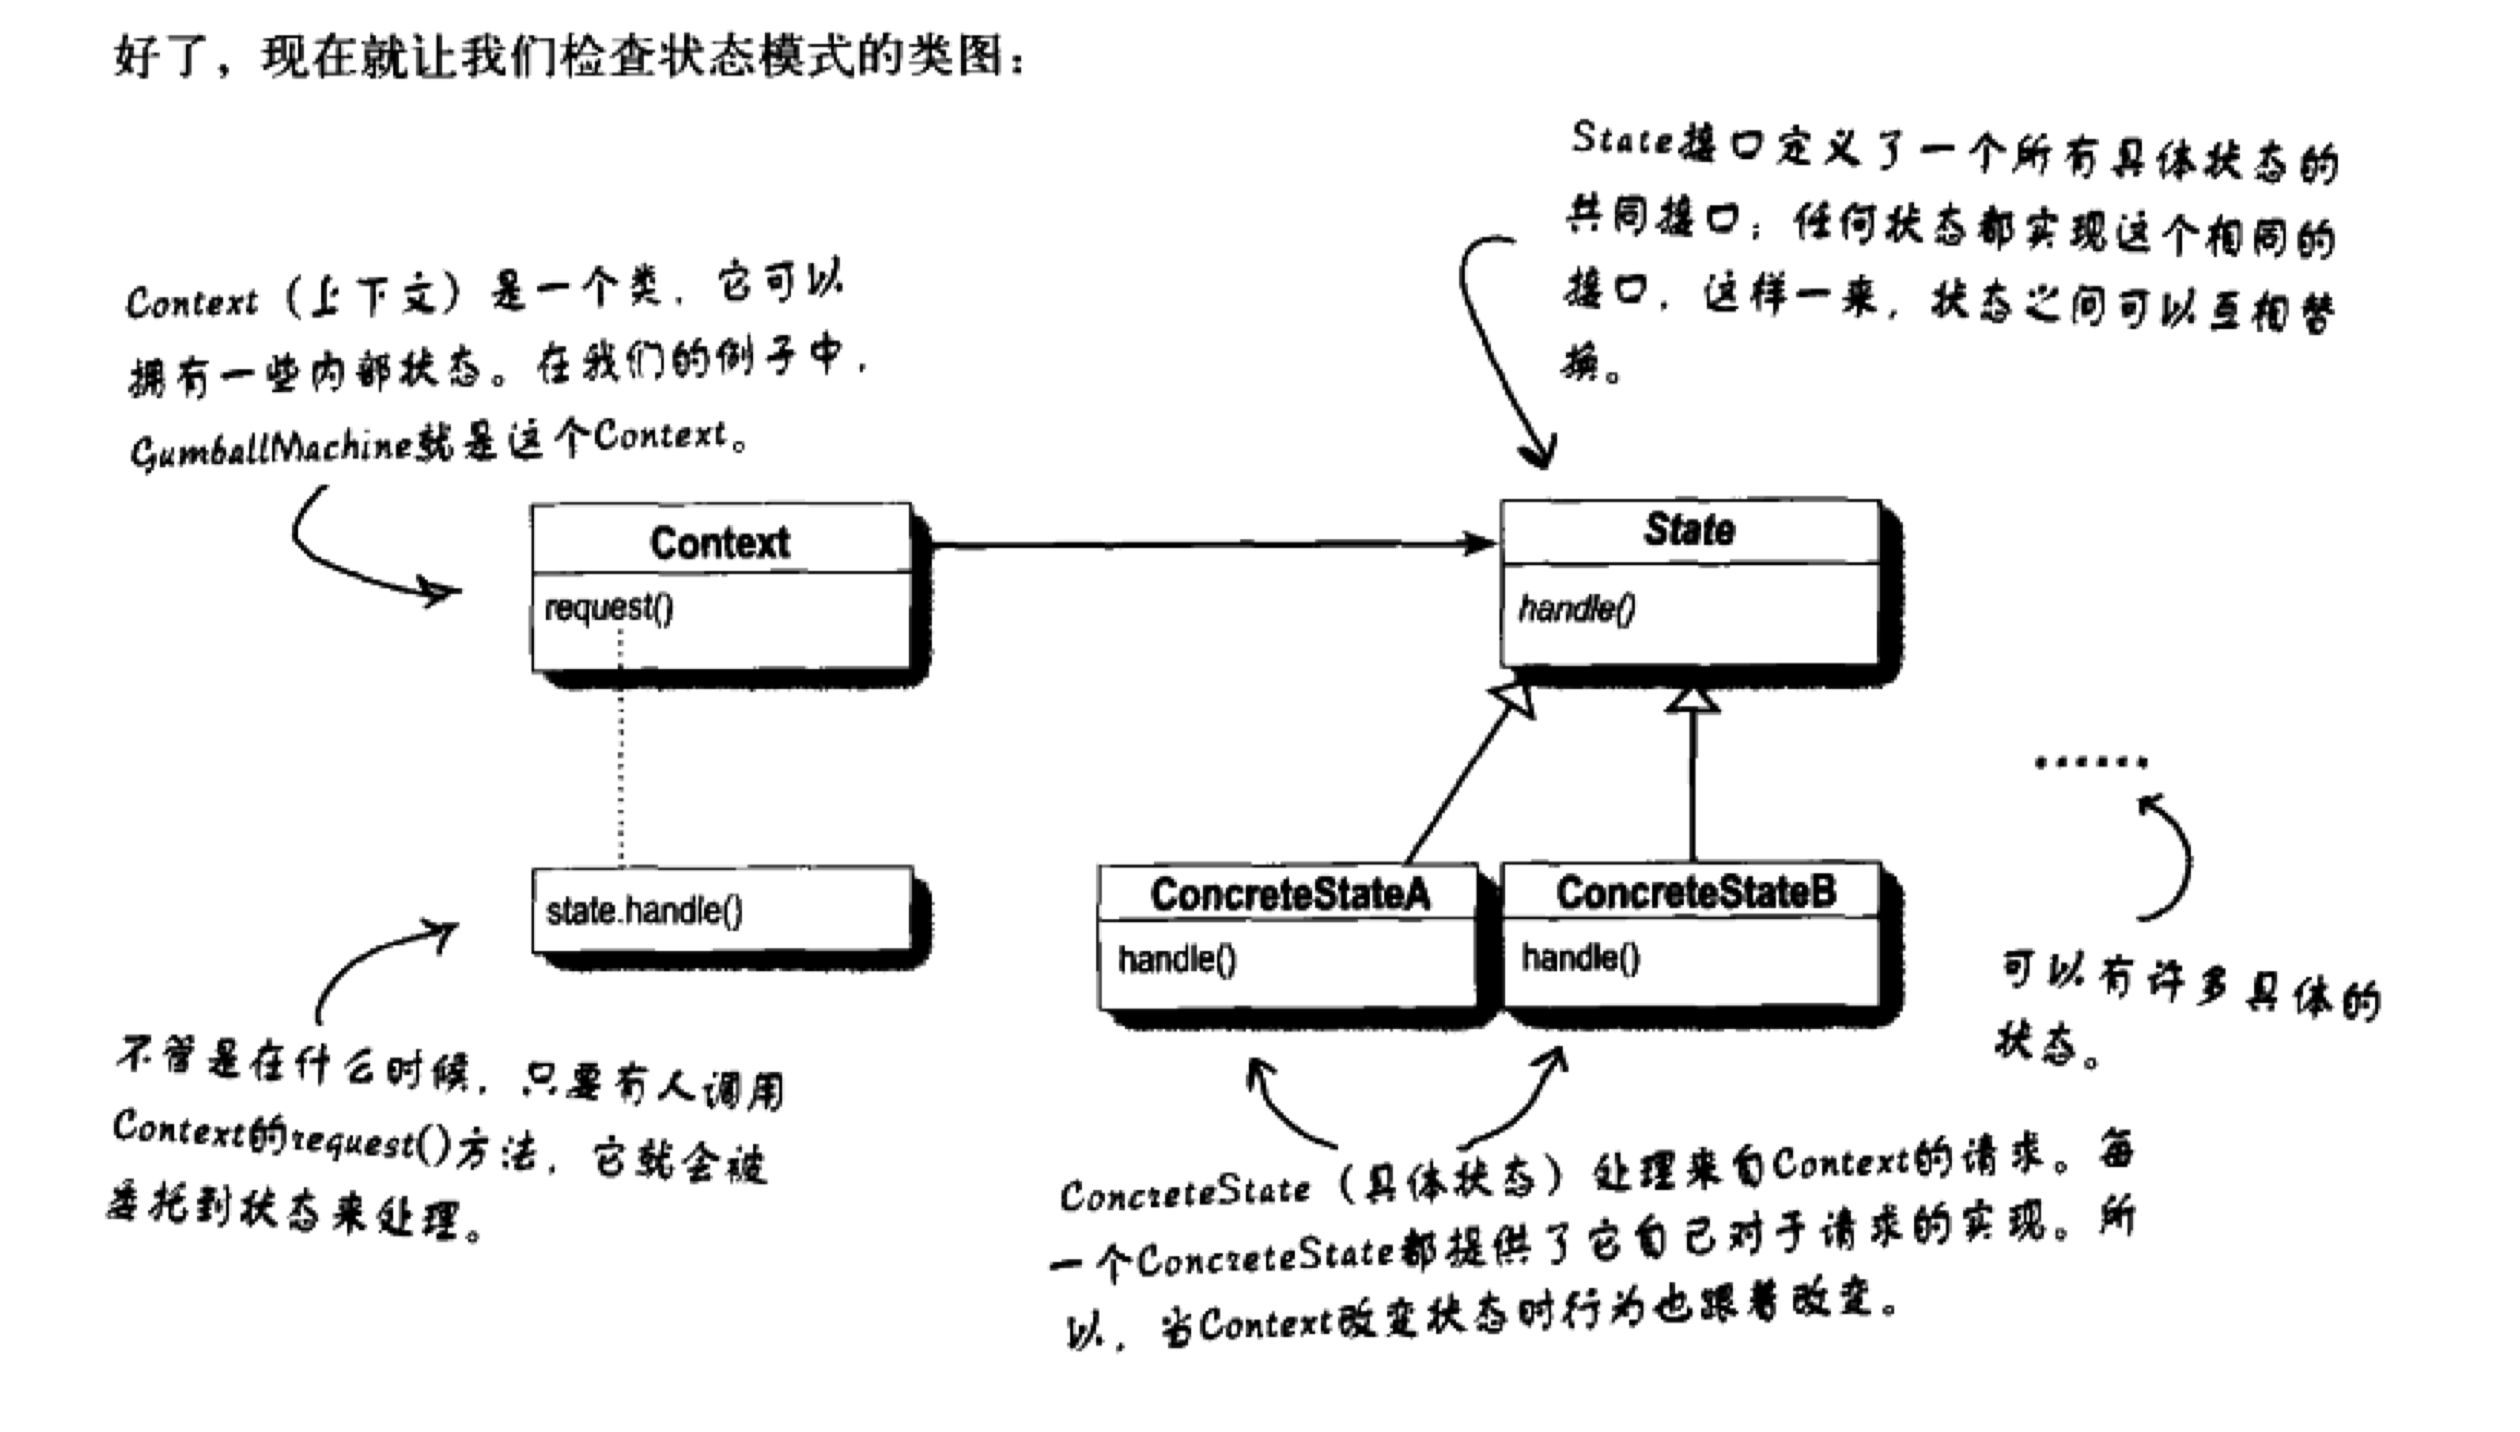 好了，现在就让我们检查状态模式的类图：
State接口定义了一个所有具体状态的
共同接口；任何状态都实现这个相同的
接口，这样一来，状态之间可以互相替
换。
Context（上下文）是一个类，它可以
拥有一些内部状态。在我们的例子中，
GumballMachine就是这个Context。
Context
request()
State
handle()
state.handle()
ConcreteStateA
handle()
ConcreteStateB
handle()
......
可以有许多具体的
状态。
不管是在什么时候，只要有人调用
Context的request()方法，它就会被
委托到状态来处理。
ConcreteState（具体状态）处理来自Context的请求。每
一个ConcreteState都提供了它自己对于请求的实现。所
以，当Context改变状态时行为也跟着改变。